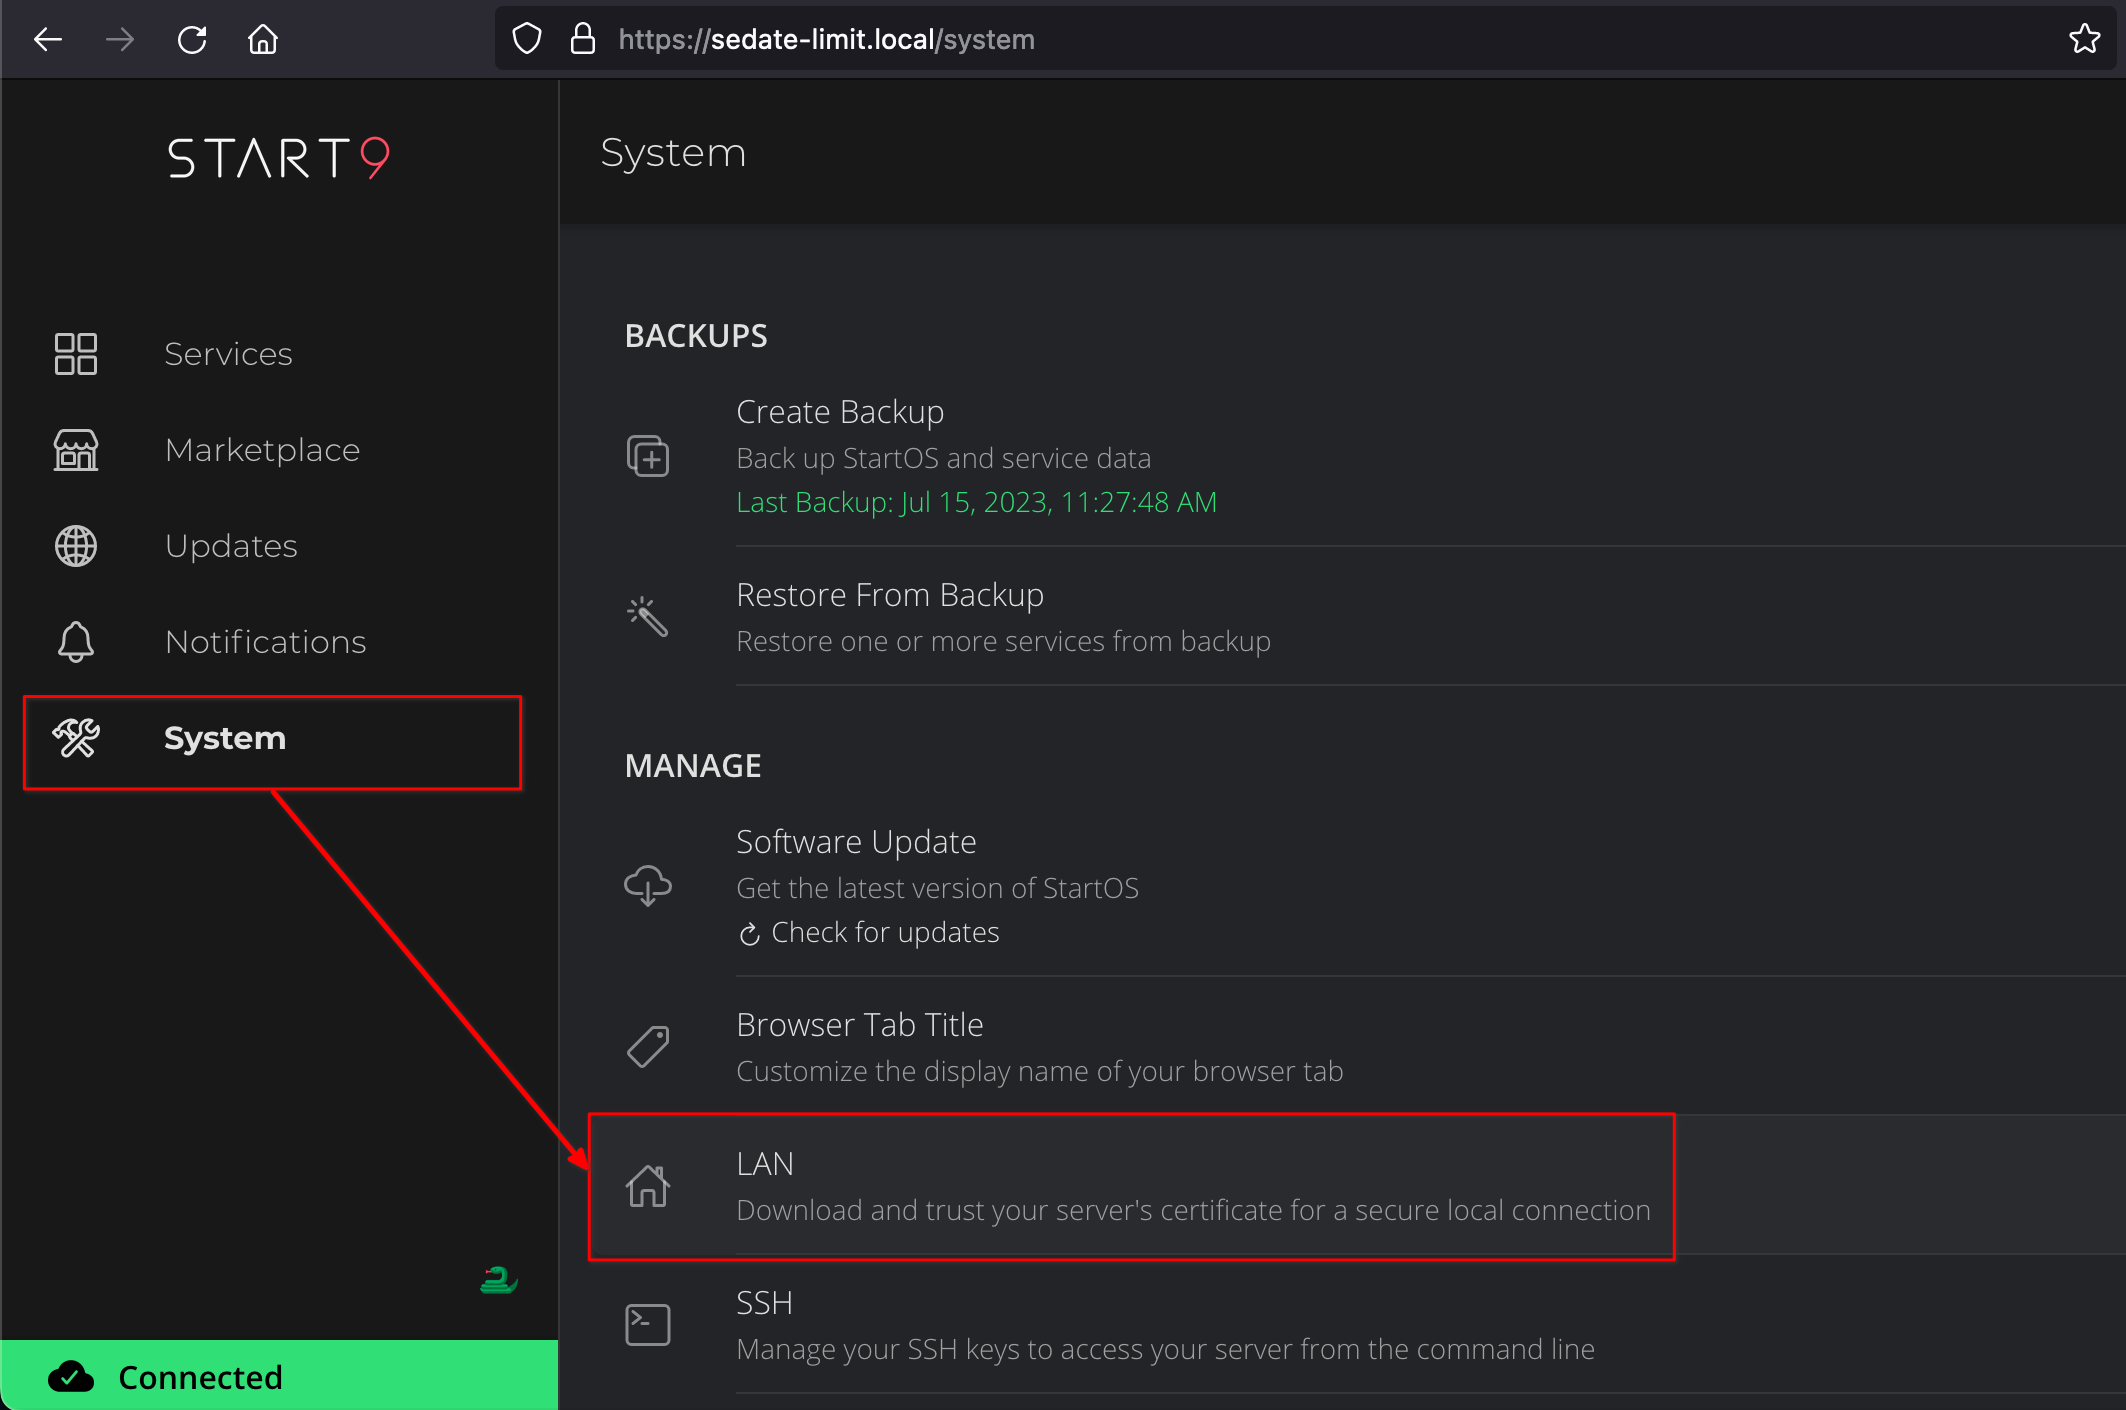 https://sedate-limit.local/system
START9
Services
Marketplace
Updates
Notifications
System
Connected
System
BACKUPS
Create Backup
Back up StartOS and service data
Last Backup: Jul 15, 2023, 11:27:48 AM
Restore From Backup
Restore one or more services from backup
MANAGE
Software Update
Get the latest version of StartOS
Check for updates
Browser Tab Title
Customize the display name of your browser tab
LAN
Download and trust your server's certificate for a secure local connection
SSH
Manage your SSH keys to access your server from the command line